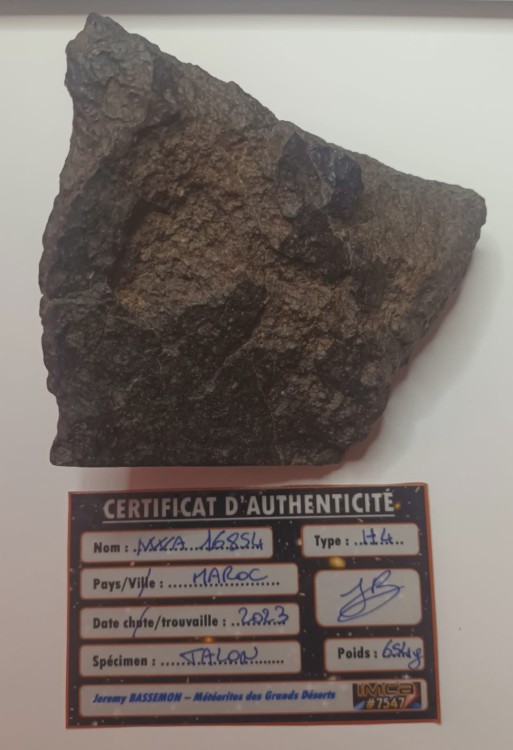 CERTIFICAT D'AUTHENTICITÉ
Nom : NWA 16854 Type : H4
Pays/Ville : MAROC
JB
Date chute/trouvaille : 2023
Spécimen : TALON Poids : 654g
Jeremy BASSEMON – Météorites des Grands Déserts IMCA
#7547